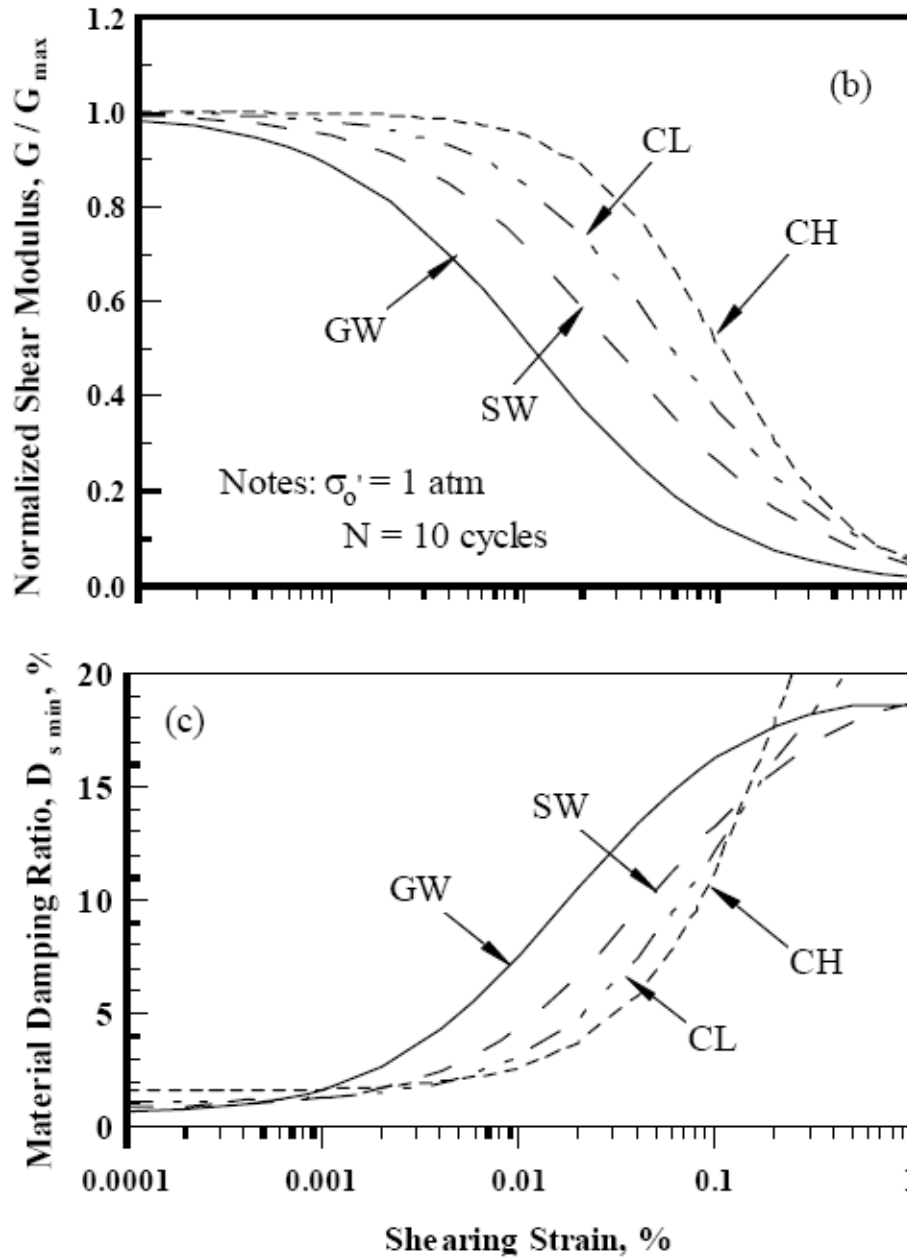 Normalized Shear Modulus, G / G max
1.2
1.0
0.8
0.6
0.4
0.2
0.0
(b)
CL
CH
GW
SW
Notes: σo' = 1 atm
N = 10 cycles
Material Damping Ratio, D s min, %
20
15
10
5
0
(c)
SW
GW
CH
CL
0.0001
0.001
0.01
0.1
1
Shearing Strain, %